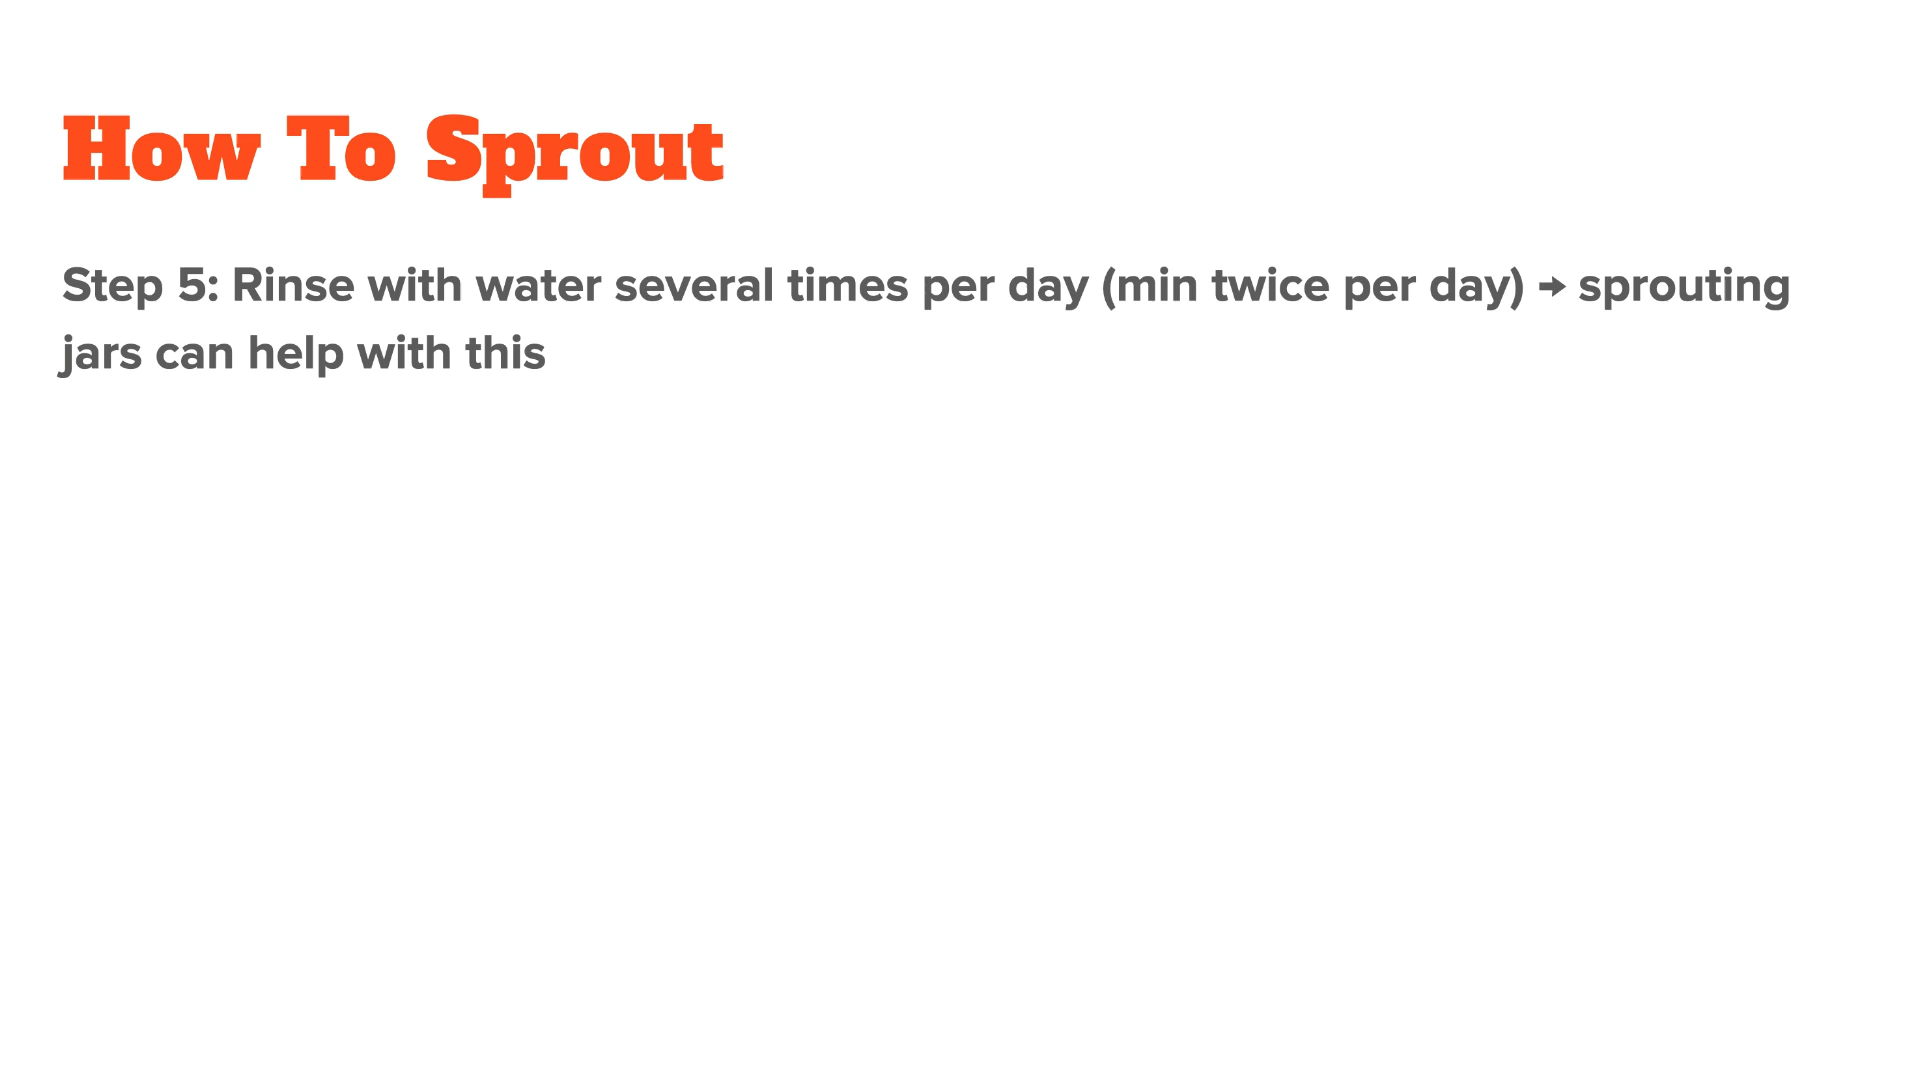 How To Sprout
Step 5: Rinse with water several times per day (min twice per day) → sprouting
jars can help with this